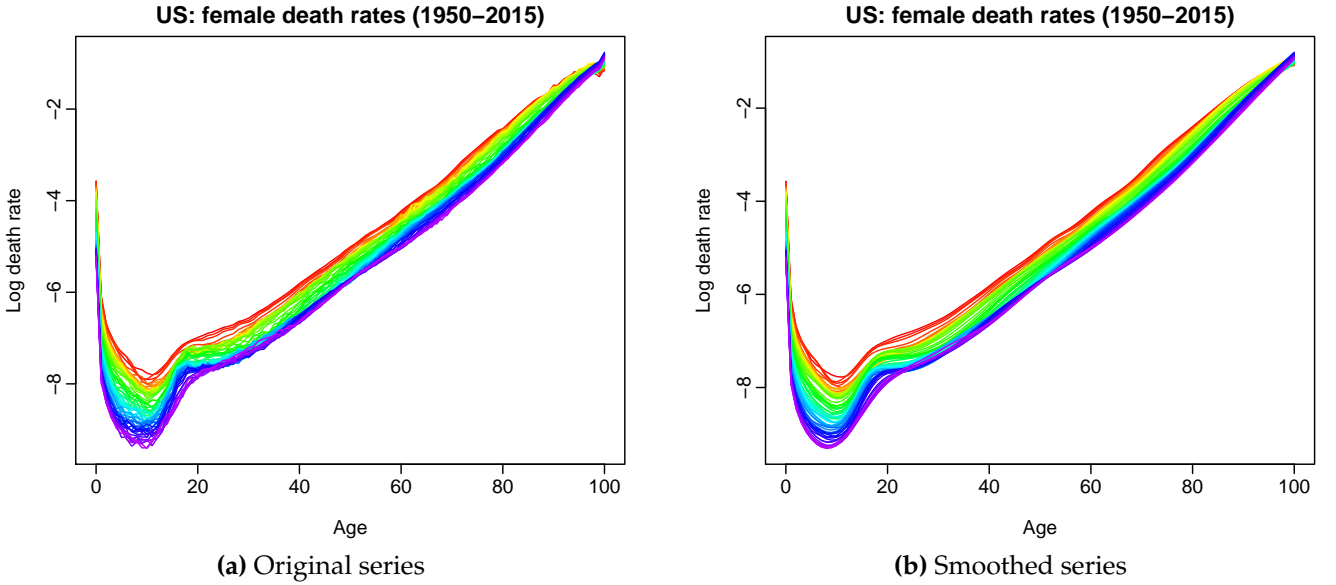 US: female death rates (1950−2015)
Log death rate
−2
−4
−6
−8
0 20 40 60 80 100
Age
(a) Original series
US: female death rates (1950−2015)
Log death rate
−2
−4
−6
−8
0 20 40 60 80 100
Age
(b) Smoothed series